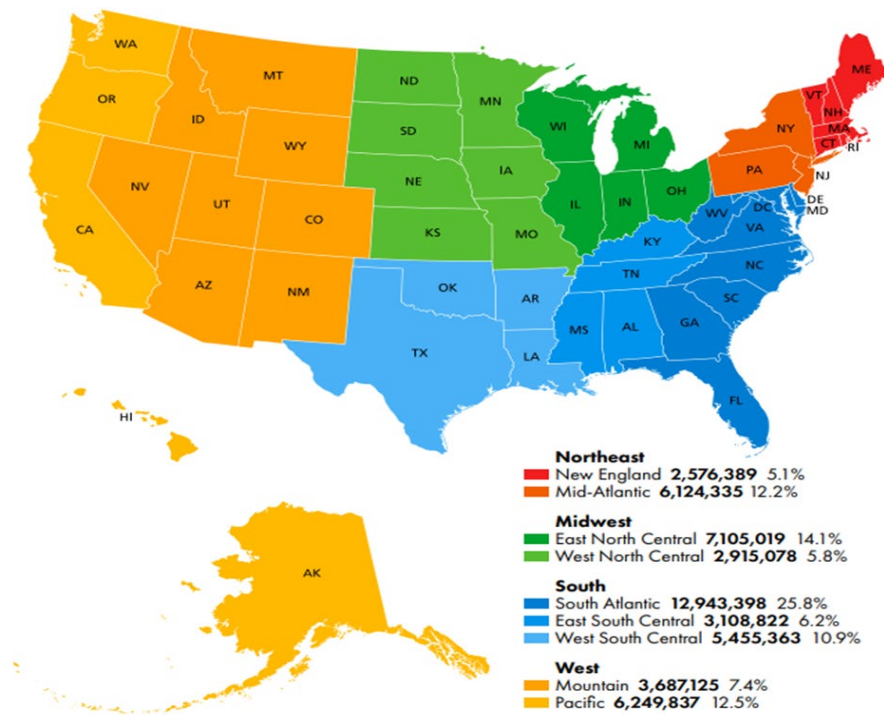 WA
MT
ND
MN
ME
OR
ID
SD
WI
MI
VT
NH
NY
MA
CT
RI
WY
IA
PA
NJ
NV
UT
CO
NE
IL
IN
OH
DE
MD
DC
WV
VA
CA
KS
MO
KY
AZ
NM
OK
AR
TN
NC
SC
TX
LA
MS
AL
GA
FL
HI
AK
Northeast
New England 2,576,389 5.1%
Mid-Atlantic 6,124,335 12.2%
Midwest
East North Central 7,105,019 14.1%
West North Central 2,915,078 5.8%
South
South Atlantic 12,943,398 25.8%
East South Central 3,108,822 6.2%
West South Central 5,455,363 10.9%
West
Mountain 3,687,125 7.4%
Pacific 6,249,837 12.5%